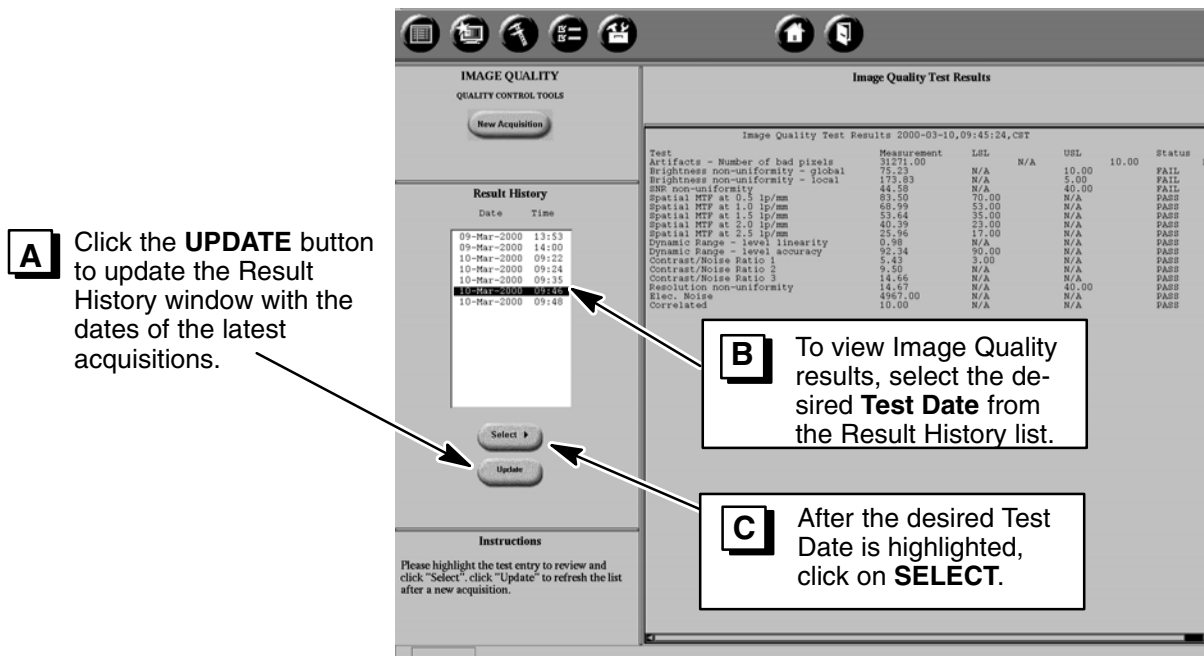 IMAGE QUALITY
QUALITY CONTROL TOOLS
New Acquisition
Result History
Date Time
09-Mar-2000 13:53
09-Mar-2000 14:00
10-Mar-2000 09:22
10-Mar-2000 09:24
10-Mar-2000 09:35
10-Mar-2000 09:46
10-Mar-2000 09:48
Select
Update
Instructions
Please highlight the test entry to review and
click "Select". click "Update" to refresh the list
after a new acquisition.
Image Quality Test Results
Image Quality Test Results 2000-03-10,09:45:24,CST
Test Measurement LSL USL Status
Artifacts - Number of bad pixels 31271.00 N/A 10.00
Brightness non-uniformity - global 75.23 N/A 10.00 FAIL
Brightness non-uniformity - local 173.83 N/A 5.00 FAIL
SNR non-uniformity 44.58 N/A 40.00 FAIL
Spatial MTF at 0.5 lp/mm 83.50 70.00 N/A PASS
Spatial MTF at 1.0 lp/mm 68.99 53.00 N/A PASS
Spatial MTF at 1.5 lp/mm 53.64 35.00 N/A PASS
Spatial MTF at 2.0 lp/mm 40.39 23.00 N/A PASS
Spatial MTF at 2.5 lp/mm 25.96 17.00 N/A PASS
Dynamic Range - level linearity 0.98 N/A N/A PASS
Dynamic Range - level accuracy 92.34 90.00 N/A PASS
Contrast/Noise Ratio 1 5.43 3.00 N/A PASS
Contrast/Noise Ratio 2 9.50 N/A N/A PASS
Contrast/Noise Ratio 3 14.66 N/A N/A PASS
Resolution non-uniformity 14.67 N/A 40.00 PASS
Elec. Noise 4967.00 N/A N/A PASS
Correlated 10.00 N/A N/A PASS
A
Click the UPDATE button
to update the Result
History window with the
dates of the latest
acquisitions.
B
To view Image Quality
results, select the de-
sired Test Date from
the Result History list.
C
After the desired Test
Date is highlighted,
click on SELECT.